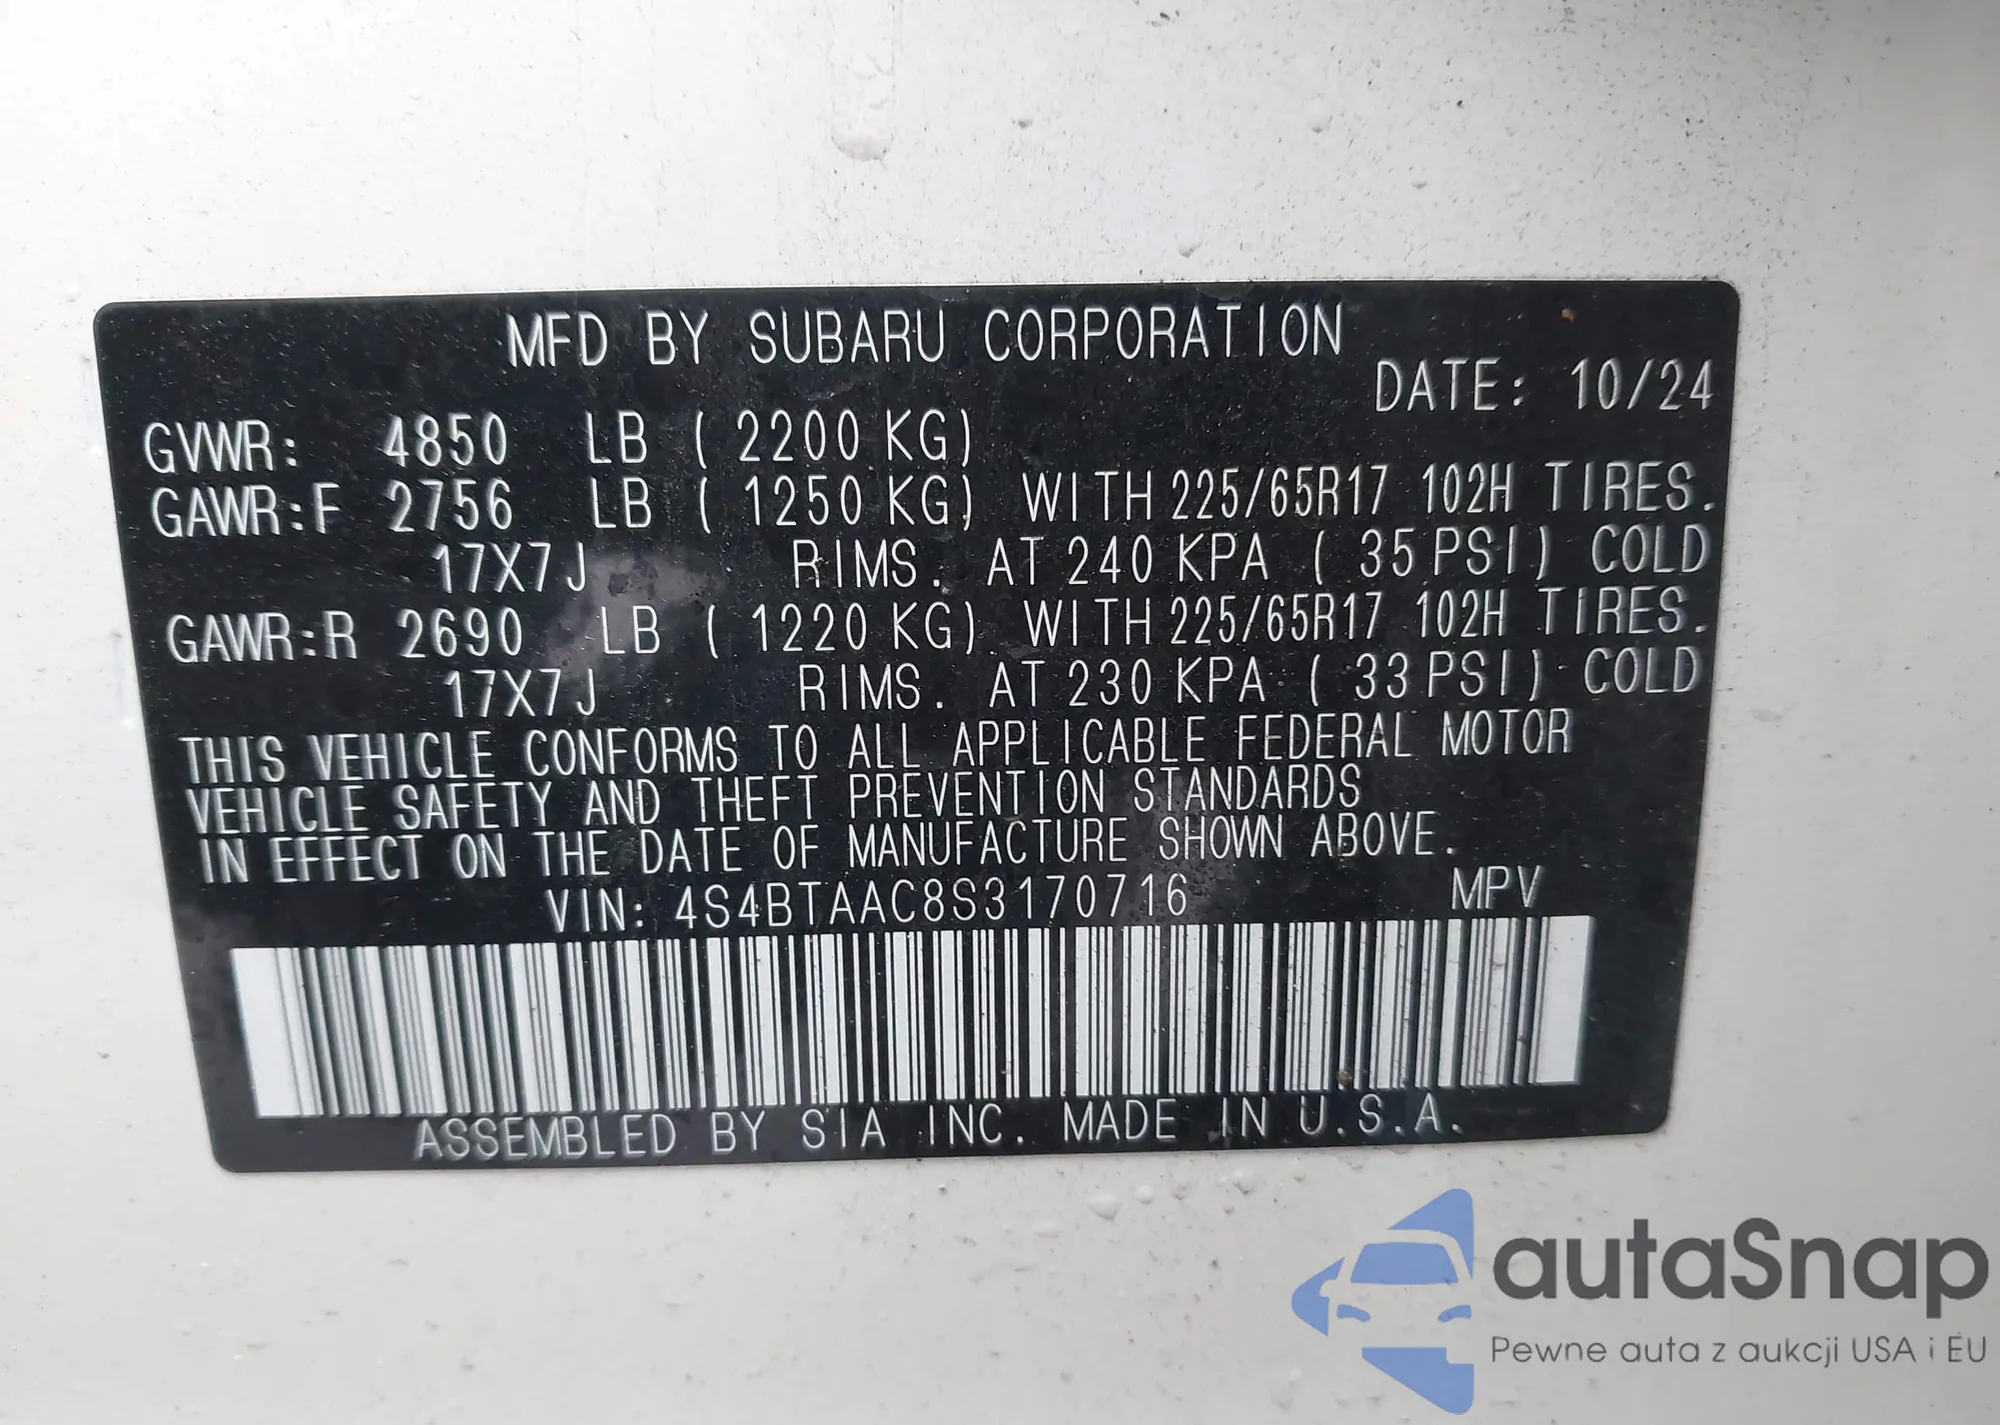 MFD BY SUBARU CORPORATION
DATE: 10/24
GVWR: 4850 LB (2200 KG)
GAWR:F 2756 LB (1250 KG) WITH 225/65R17 102H TIRES.
17X7J RIMS. AT 240 KPA (35 PSI) COLD
GAWR:R 2690 LB (1220 KG) WITH 225/65R17 102H TIRES.
17X7J RIMS. AT 230 KPA (33 PSI) COLD
THIS VEHICLE CONFORMS TO ALL APPLICABLE FEDERAL MOTOR
VEHICLE SAFETY AND THEFT PREVENTION STANDARDS
IN EFFECT ON THE DATE OF MANUFACTURE SHOWN ABOVE.
VIN: 4S4BTAAC8S3170716 MPV
ASSEMBLED BY SIA INC. MADE IN U.S.A.
autaSnap
Pewne auta z aukcji USA i EU